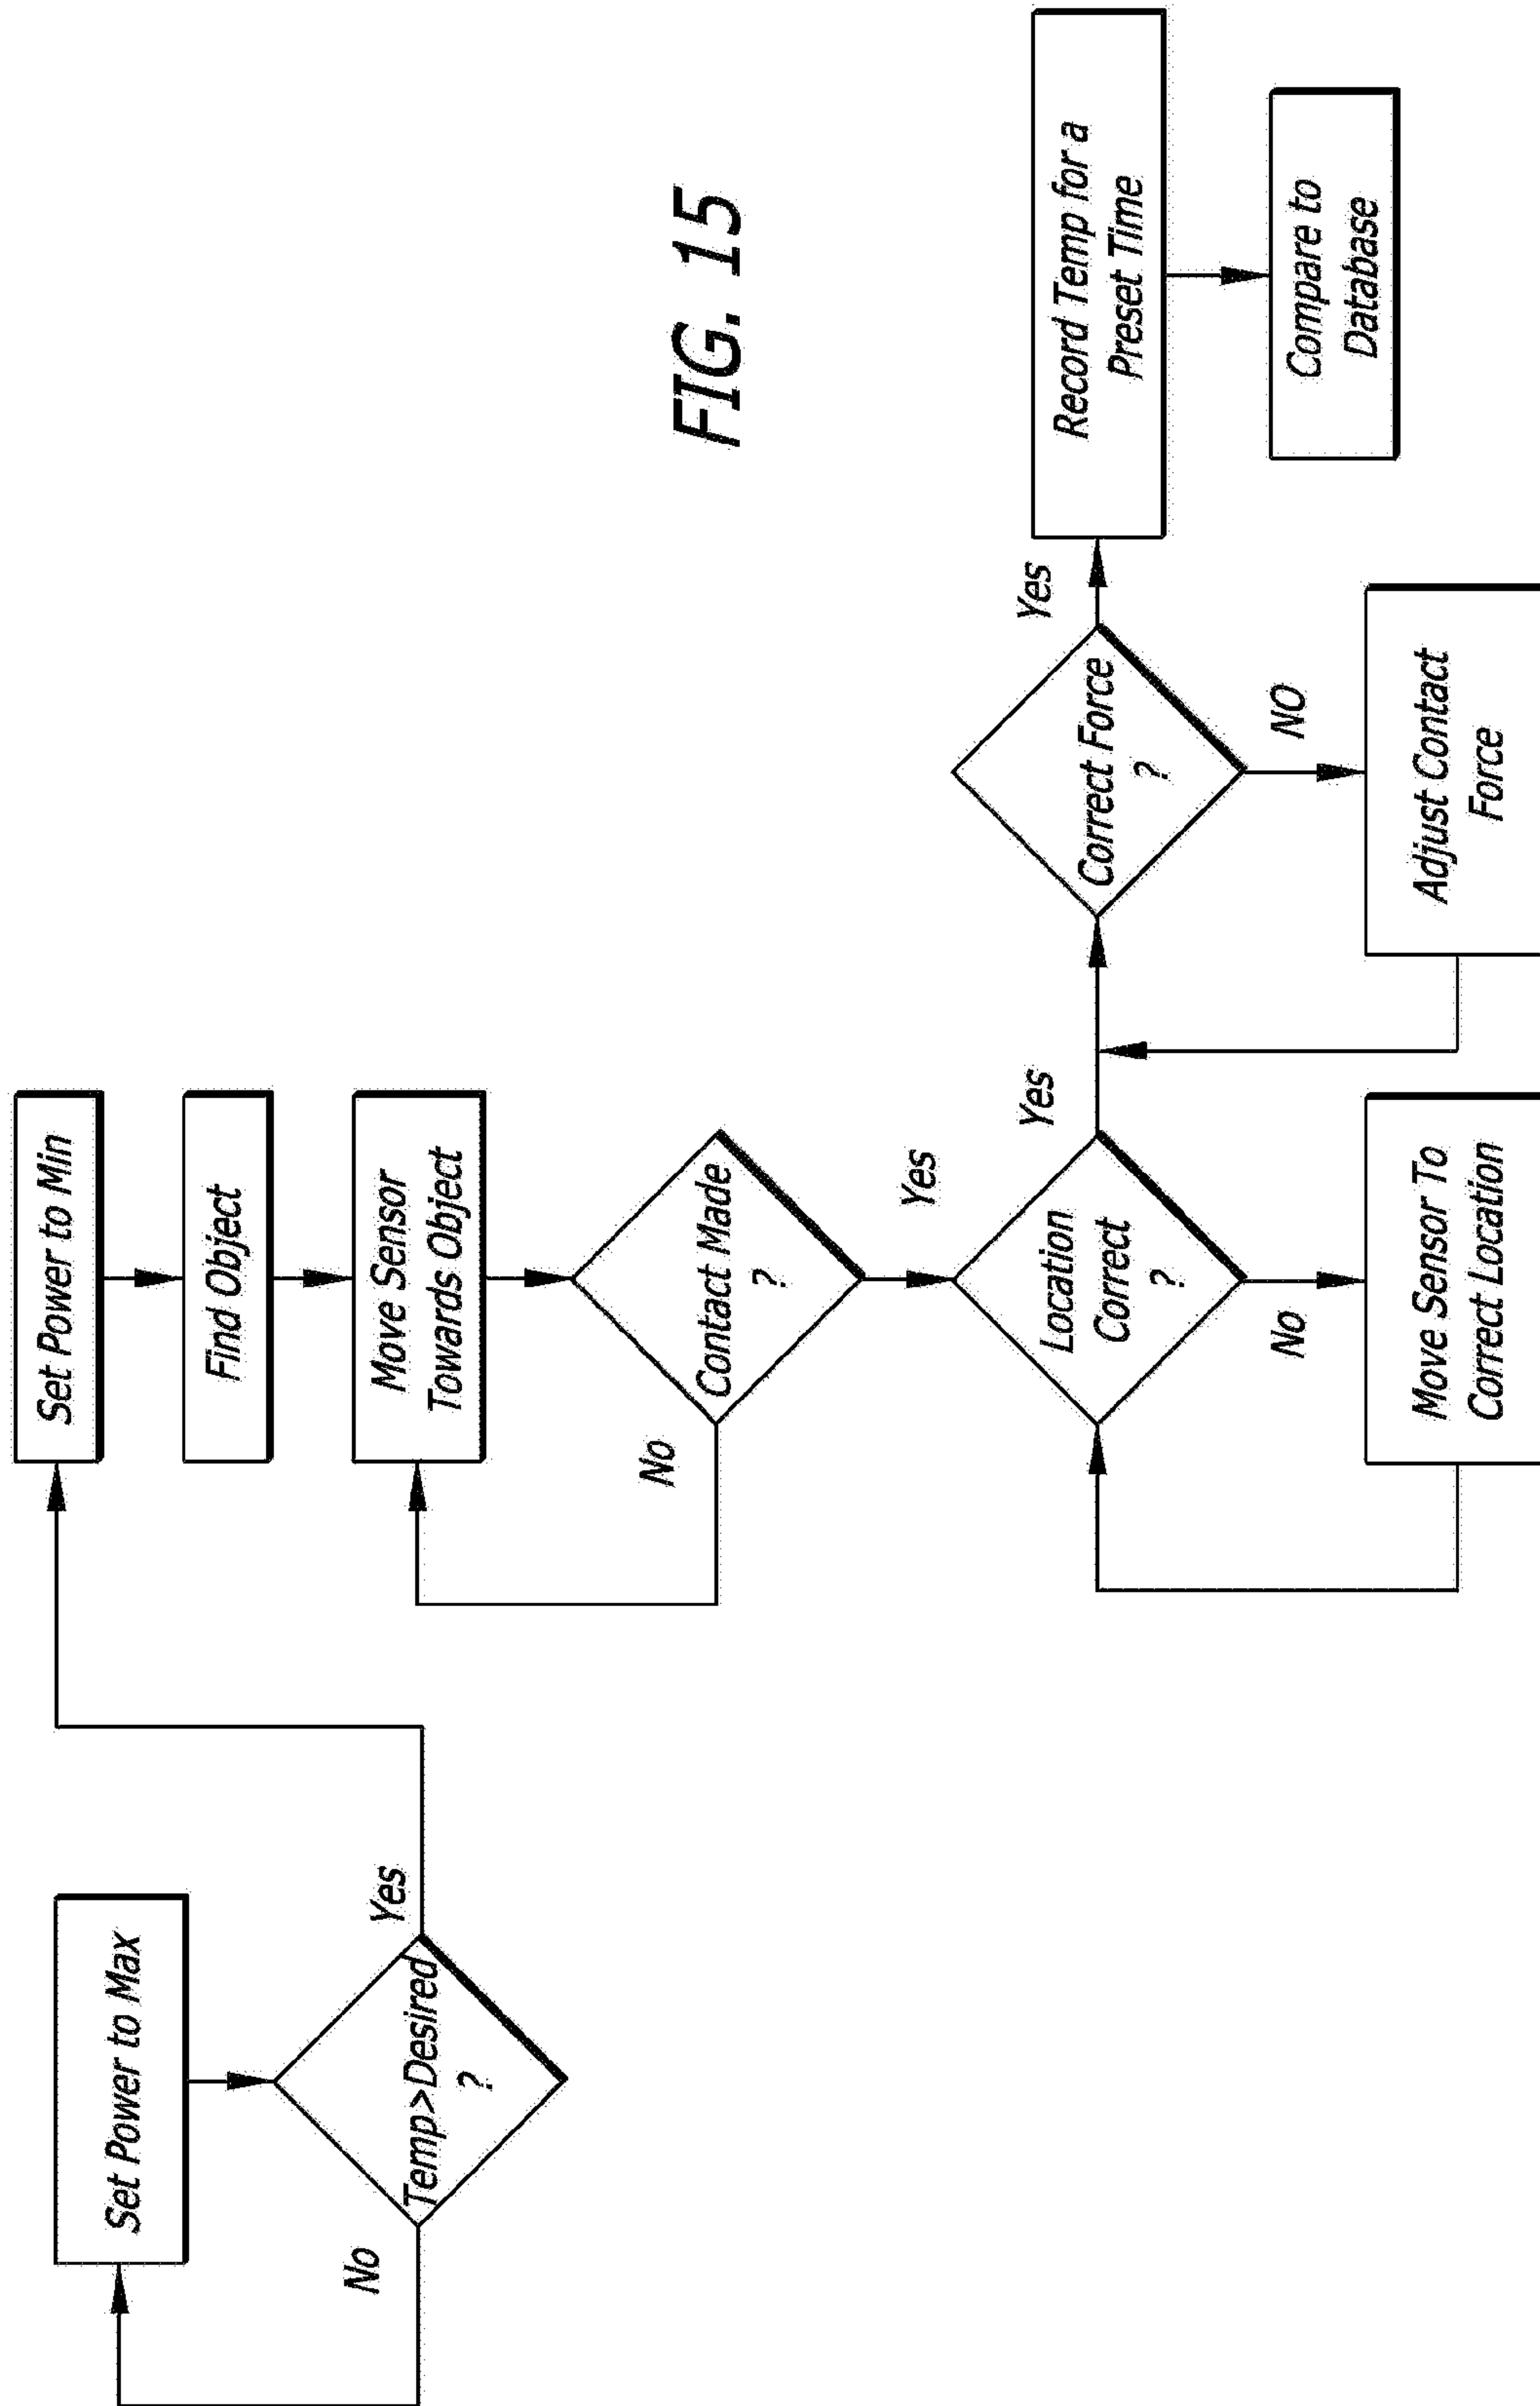 Set Power to Max
Temp>Desired
?
No
Yes
Set Power to Min
Find Object
Move Sensor
Towards Object
Contact Made
?
No
Yes
Location
Correct
?
No
Move Sensor To
Correct Location
Yes
Correct Force
?
NO
Adjust Contact
Force
Yes
Record Temp for a
Preset Time
Compare to
Database
FIG. 15